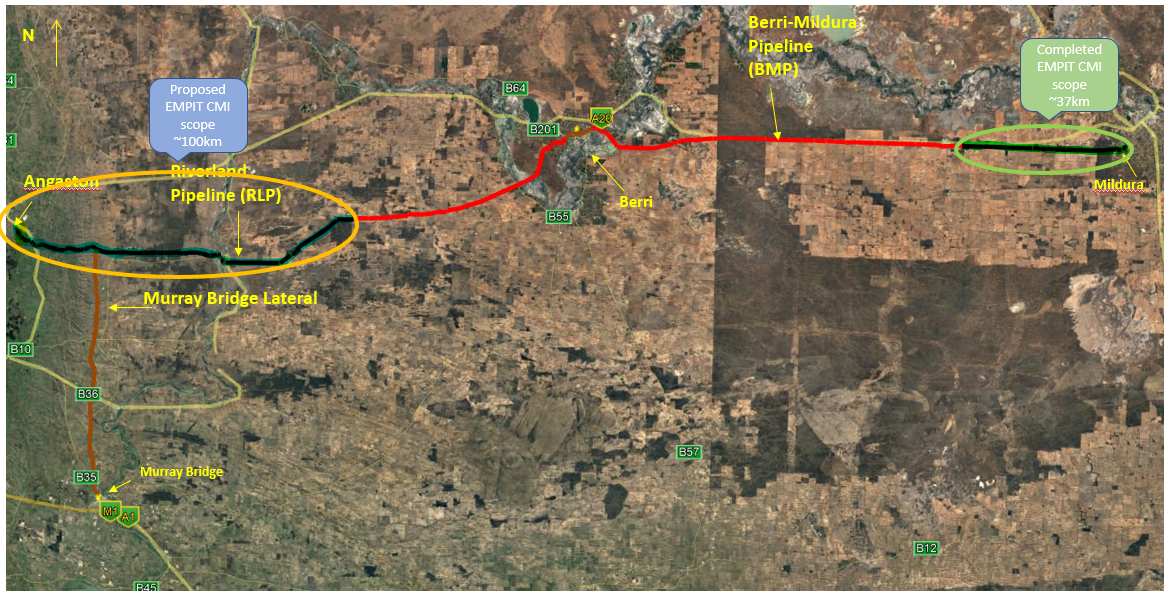 N
Berri-Mildura
Pipeline
(BMP)
Completed
EMPIT CMI
scope
~37km
Proposed
EMPIT CMI
scope
~100km
B64
A20
B201
Riverland
Pipeline (RLP)
Angaston
Mildura
Berri
B55
Murray Bridge Lateral
B10
B36
B57
Murray Bridge
B35
M1
A1
B12
B45